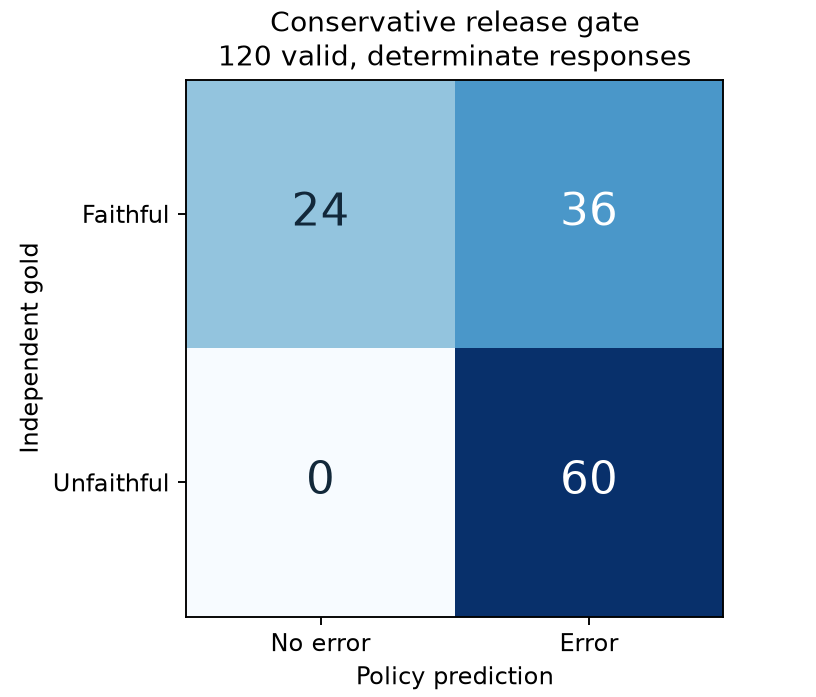 Conservative release gate
120 valid, determinate responses
Independent gold
Faithful
24
36
Unfaithful
0
60
No error
Error
Policy prediction